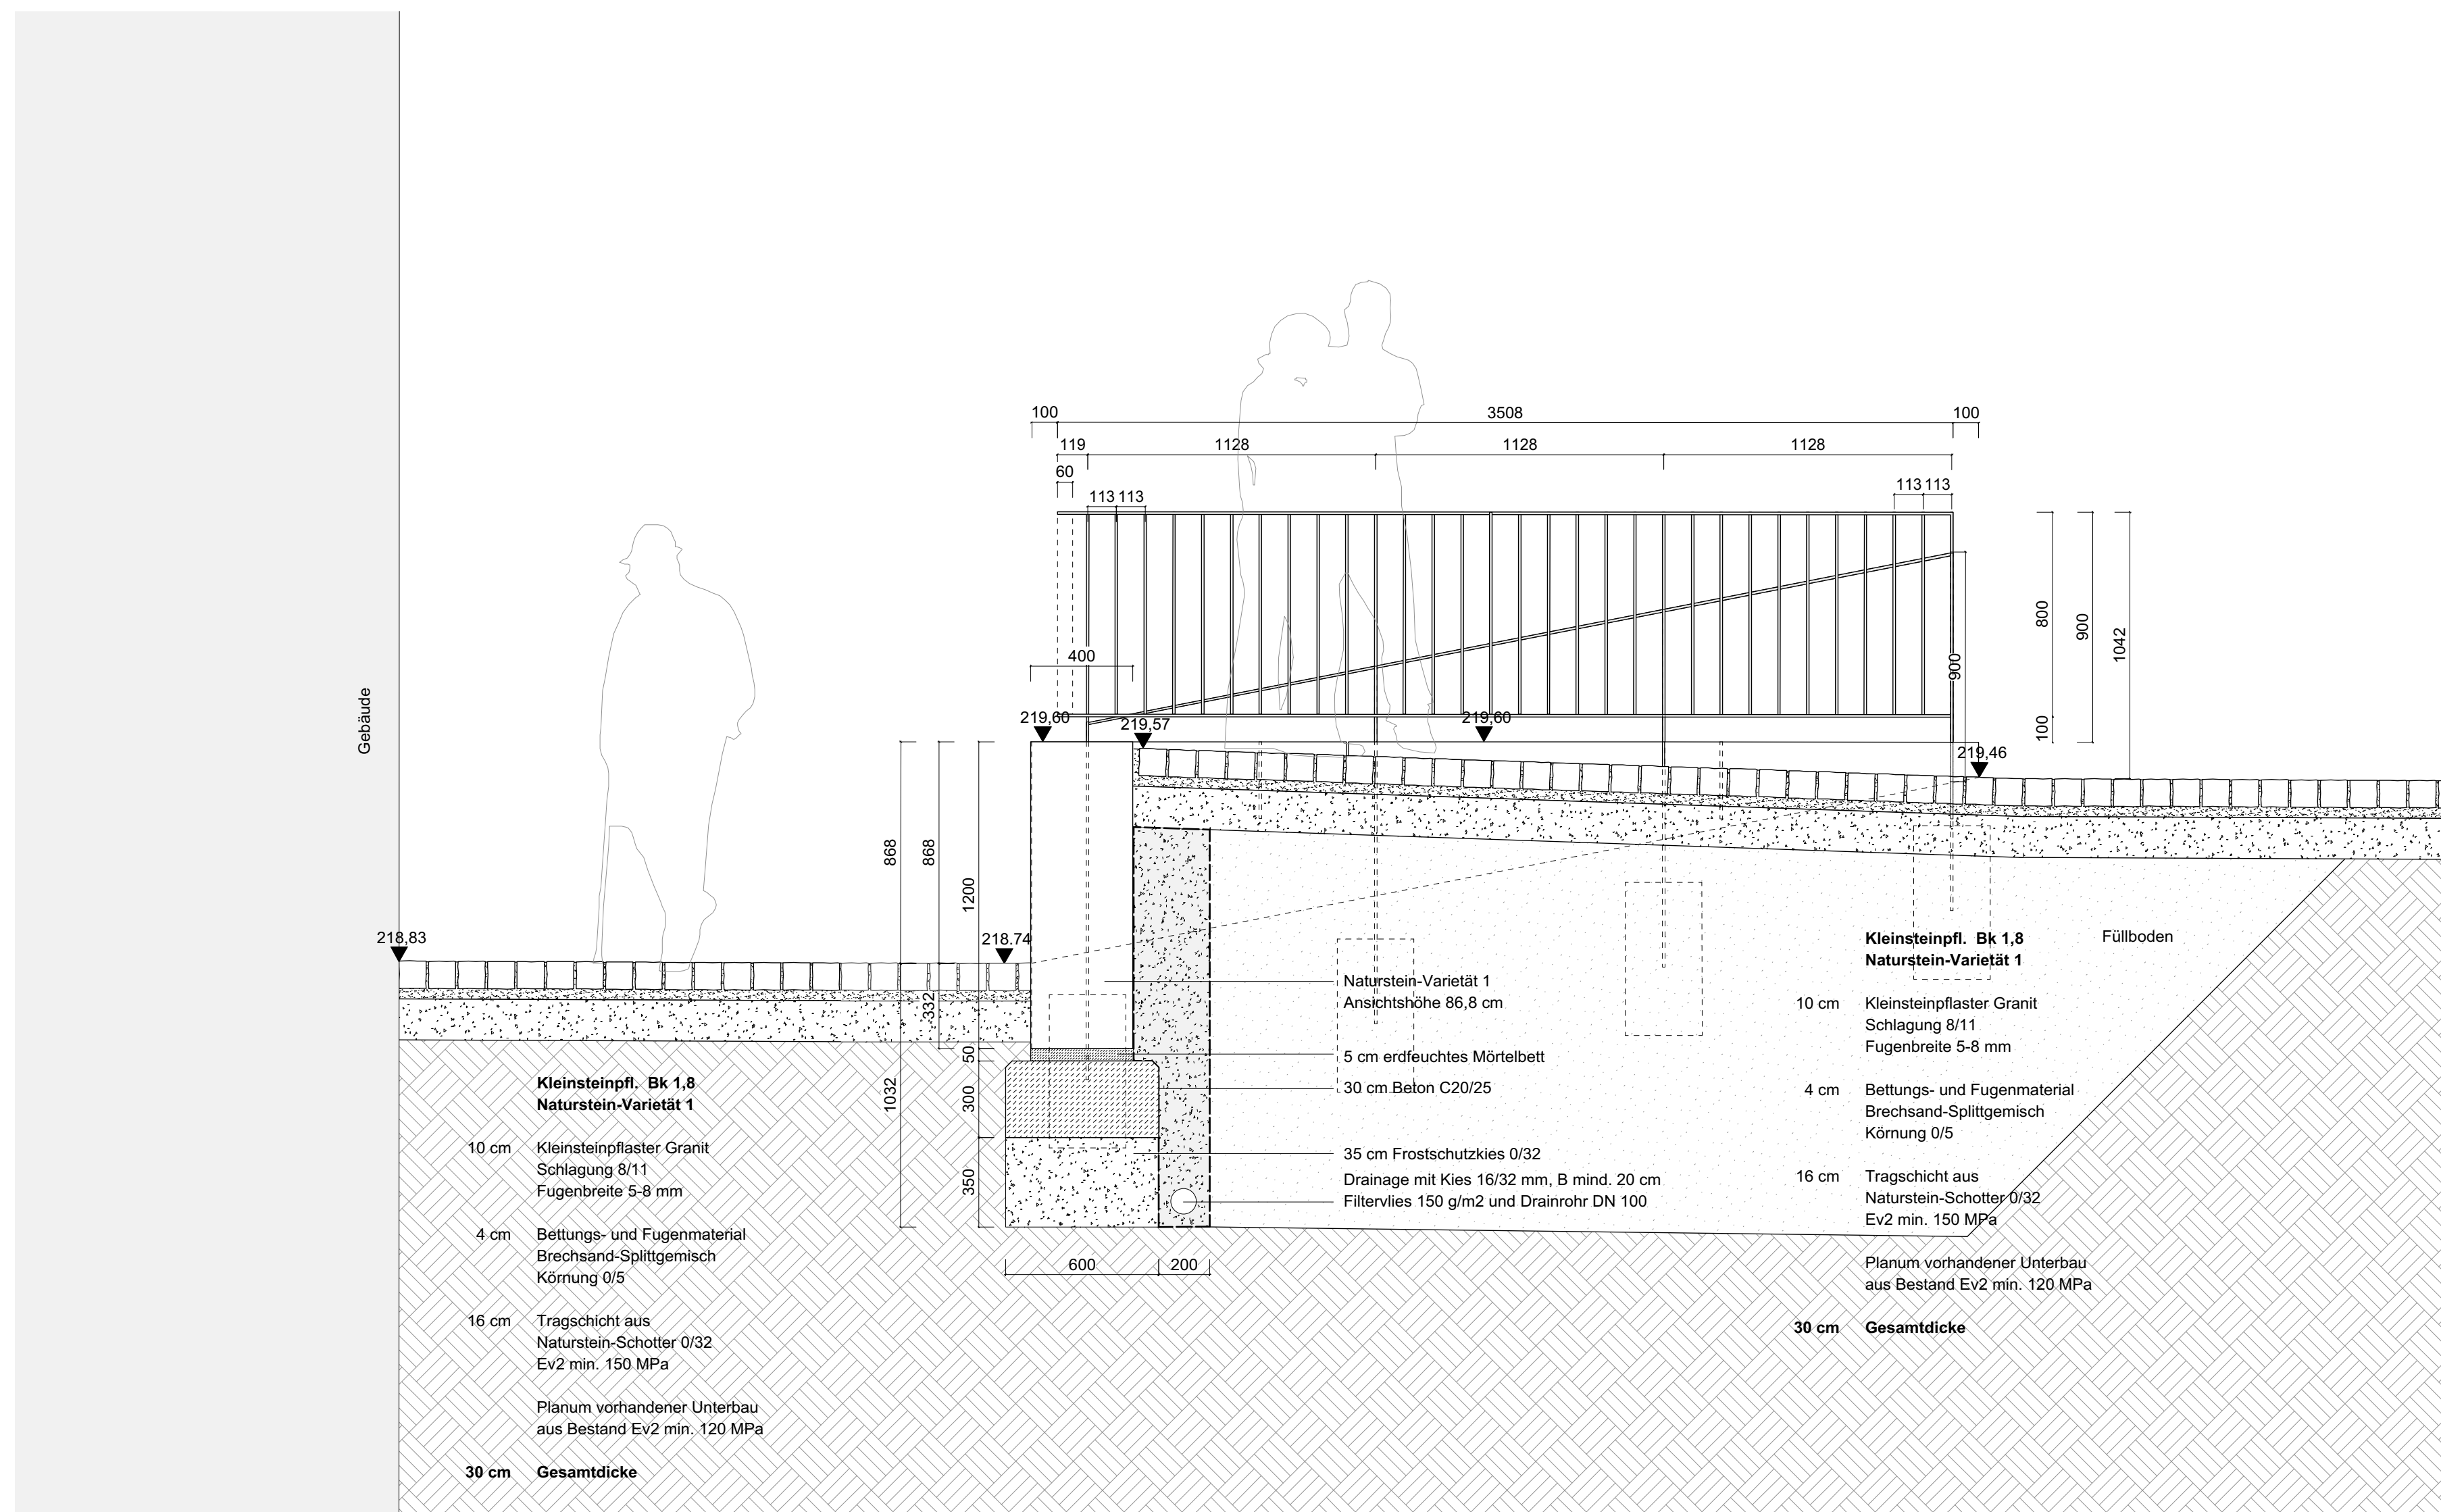 100
3508
100
119
1128
1128
1128
60
113
113
113
113
400
800
900
1042
900
100
219,60
219,57
219,60
219,46
Gebäude
868
868
1200
218,83
218.74
332
50
300
1032
350
600
200
Naturstein-Varietät 1
Ansichtshöhe 86,8 cm
5 cm erdfeuchtes Mörtelbett
30 cm Beton C20/25
35 cm Frostschutzkies 0/32
Drainage mit Kies 16/32 mm, B mind. 20 cm
Filtervlies 150 g/m2 und Drainrohr DN 100
Kleinsteinpfl. Bk 1,8
Naturstein-Varietät 1
10 cm Kleinsteinpflaster Granit
Schlagung 8/11
Fugenbreite 5-8 mm
4 cm Bettungs- und Fugenmaterial
Brechsand-Splittgemisch
Körnung 0/5
16 cm Tragschicht aus
Naturstein-Schotter 0/32
Ev2 min. 150 MPa
Planum vorhandener Unterbau
aus Bestand Ev2 min. 120 MPa
30 cm Gesamtdicke
Füllboden
Kleinsteinpfl. Bk 1,8
Naturstein-Varietät 1
10 cm Kleinsteinpflaster Granit
Schlagung 8/11
Fugenbreite 5-8 mm
4 cm Bettungs- und Fugenmaterial
Brechsand-Splittgemisch
Körnung 0/5
16 cm Tragschicht aus
Naturstein-Schotter 0/32
Ev2 min. 150 MPa
Planum vorhandener Unterbau
aus Bestand Ev2 min. 120 MPa
30 cm Gesamtdicke